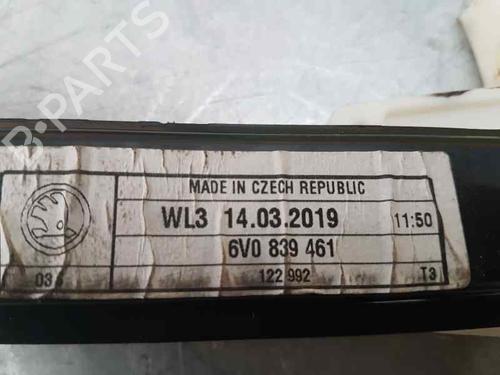 B-PARTS
MADE IN CZECH REPUBLIC
WL3 14.03.2019 11:50
6V0 839 461
122 992 T3